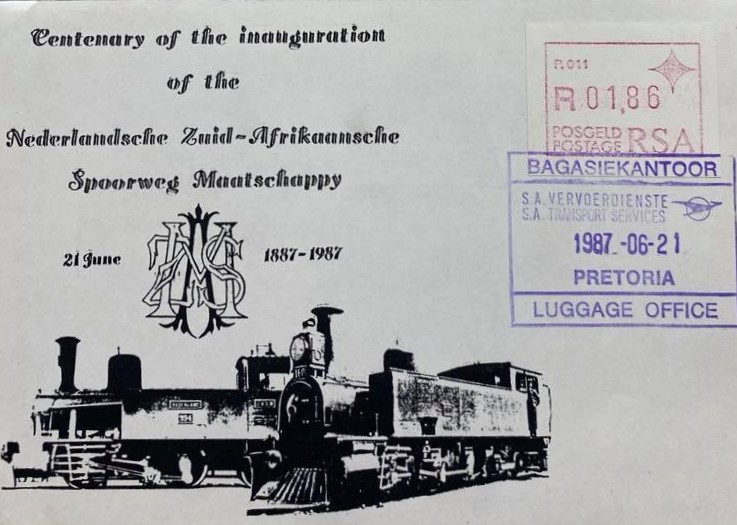 Centenary of the inauguration
of the
Nederlandsche Zuid-Afrikaansche
Spoorweg Maatschappy
21 June
1887-1987
P.011
R01,86
POSGELD
POSTAGE RSA
BAGASIEKANTOOR
S.A. VERVOERDIENSTE
S.A. TRANSPORT SERVICES
1987 -06-21
PRETORIA
LUGGAGE OFFICE